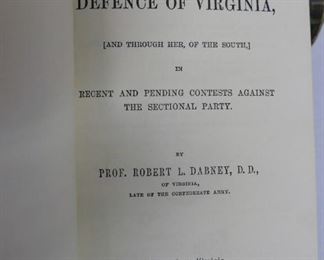 DEFENCE OF VIRGINIA,
[AND THROUGH HER, OF THE SOUTH,]
IN
RECENT AND PENDING CONTESTS AGAINST
THE SECTIONAL PARTY.
BY
PROF. ROBERT L. DABNEY, D. D.,
OF VIRGINIA,
LATE OF THE CONFEDERATE ARMY.
Virginia